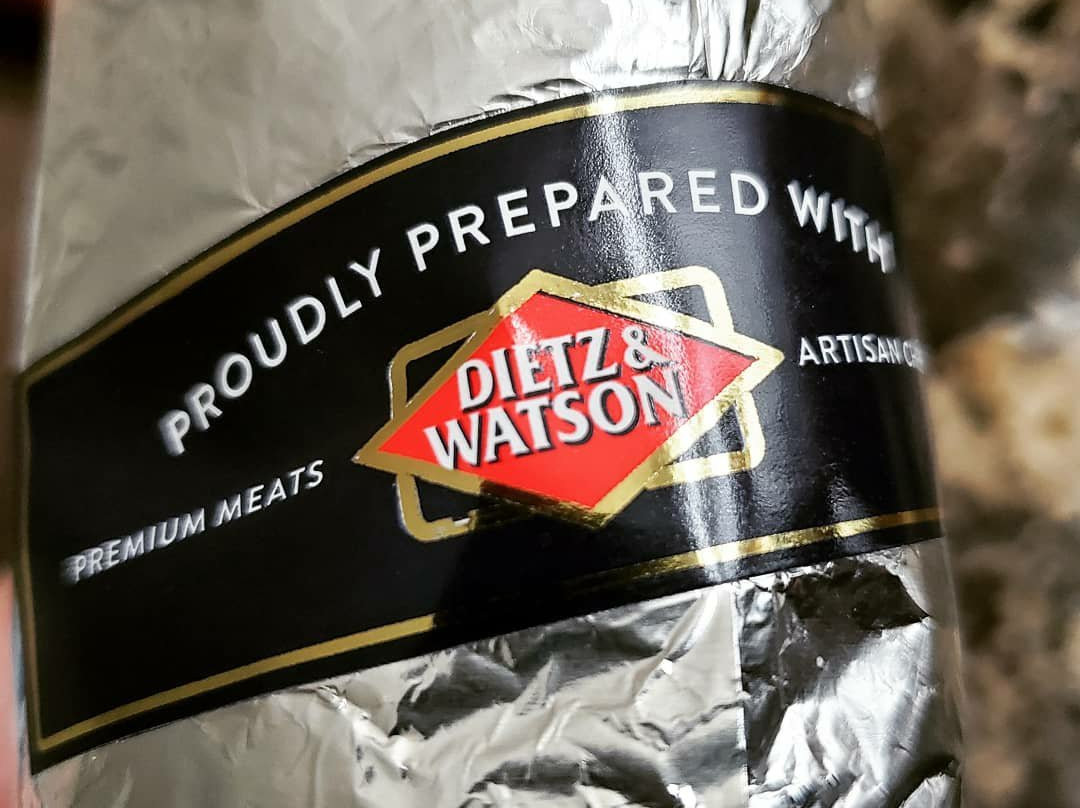 PROUDLY PREPARED WITH
DIETZ &
WATSON
PREMIUM MEATS
ARTISAN